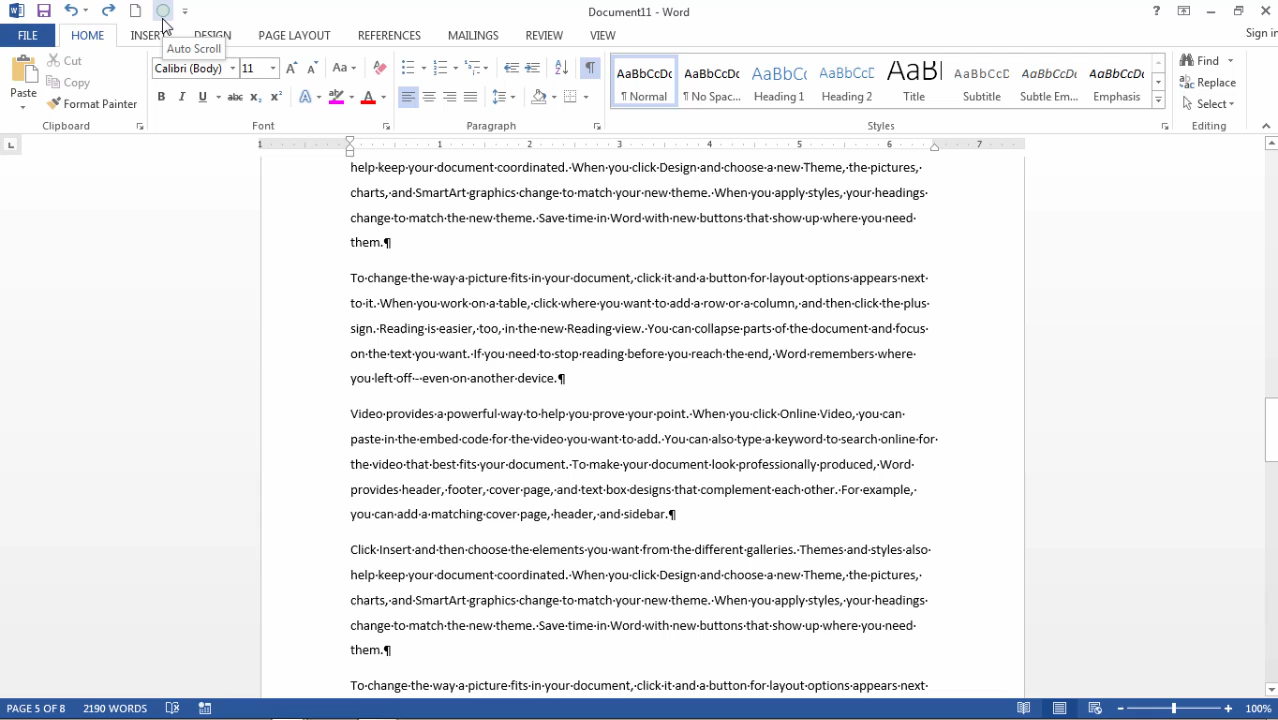 Document11 - Word
?
FILE HOME INSERT DESIGN PAGE LAYOUT REFERENCES MAILINGS REVIEW VIEW Sign in
Auto Scroll
Paste
Cut
Copy
Format Painter
Clipboard
Calibri (Body) 11
Font
Paragraph
AaBbCcDc AaBbCcDc AaBbCc AaBbCcD AaBb AaBbCcD AaBbCcDc AaBbCcDc
¶ Normal ¶ No Spac... Heading 1 Heading 2 Title Subtitle Subtle Em... Emphasis
Styles
Find
Replace
Select
Editing
1 1 2 3 4 5 6 7
help·keep·your·document·coordinated.·When·you·click·Design·and·choose·a·new·Theme,·the·pictures,·
charts,·and·SmartArt·graphics·change·to·match·your·new·theme.·When·you·apply·styles,·your·headings·
change·to·match·the·new·theme.·Save·time·in·Word·with·new·buttons·that·show·up·where·you·need·
them.¶
To·change·the·way·a·picture·fits·in·your·document,·click·it·and·a·button·for·layout·options·appears·next·
to·it.·When·you·work·on·a·table,·click·where·you·want·to·add·a·row·or·a·column,·and·then·click·the·plus·
sign.·Reading·is·easier,·too,·in·the·new·Reading·view.·You·can·collapse·parts·of·the·document·and·focus·
on·the·text·you·want.·If·you·need·to·stop·reading·before·you·reach·the·end,·Word·remembers·where·
you·left·off·-·even·on·another·device.¶
Video·provides·a·powerful·way·to·help·you·prove·your·point.·When·you·click·Online·Video,·you·can·
paste·in·the·embed·code·for·the·video·you·want·to·add.·You·can·also·type·a·keyword·to·search·online·for·
the·video·that·best·fits·your·document.·To·make·your·document·look·professionally·produced,·Word·
provides·header,·footer,·cover·page,·and·text·box·designs·that·complement·each·other.·For·example,·
you·can·add·a·matching·cover·page,·header,·and·sidebar.¶
Click·Insert·and·then·choose·the·elements·you·want·from·the·different·galleries.·Themes·and·styles·also·
help·keep·your·document·coordinated.·When·you·click·Design·and·choose·a·new·Theme,·the·pictures,·
charts,·and·SmartArt·graphics·change·to·match·your·new·theme.·When·you·apply·styles,·your·headings·
change·to·match·the·new·theme.·Save·time·in·Word·with·new·buttons·that·show·up·where·you·need·
them.¶
To·change·the·way·a·picture·fits·in·your·document,·click·it·and·a·button·for·layout·options·appears·next·
PAGE 5 OF 8 2190 WORDS 100%